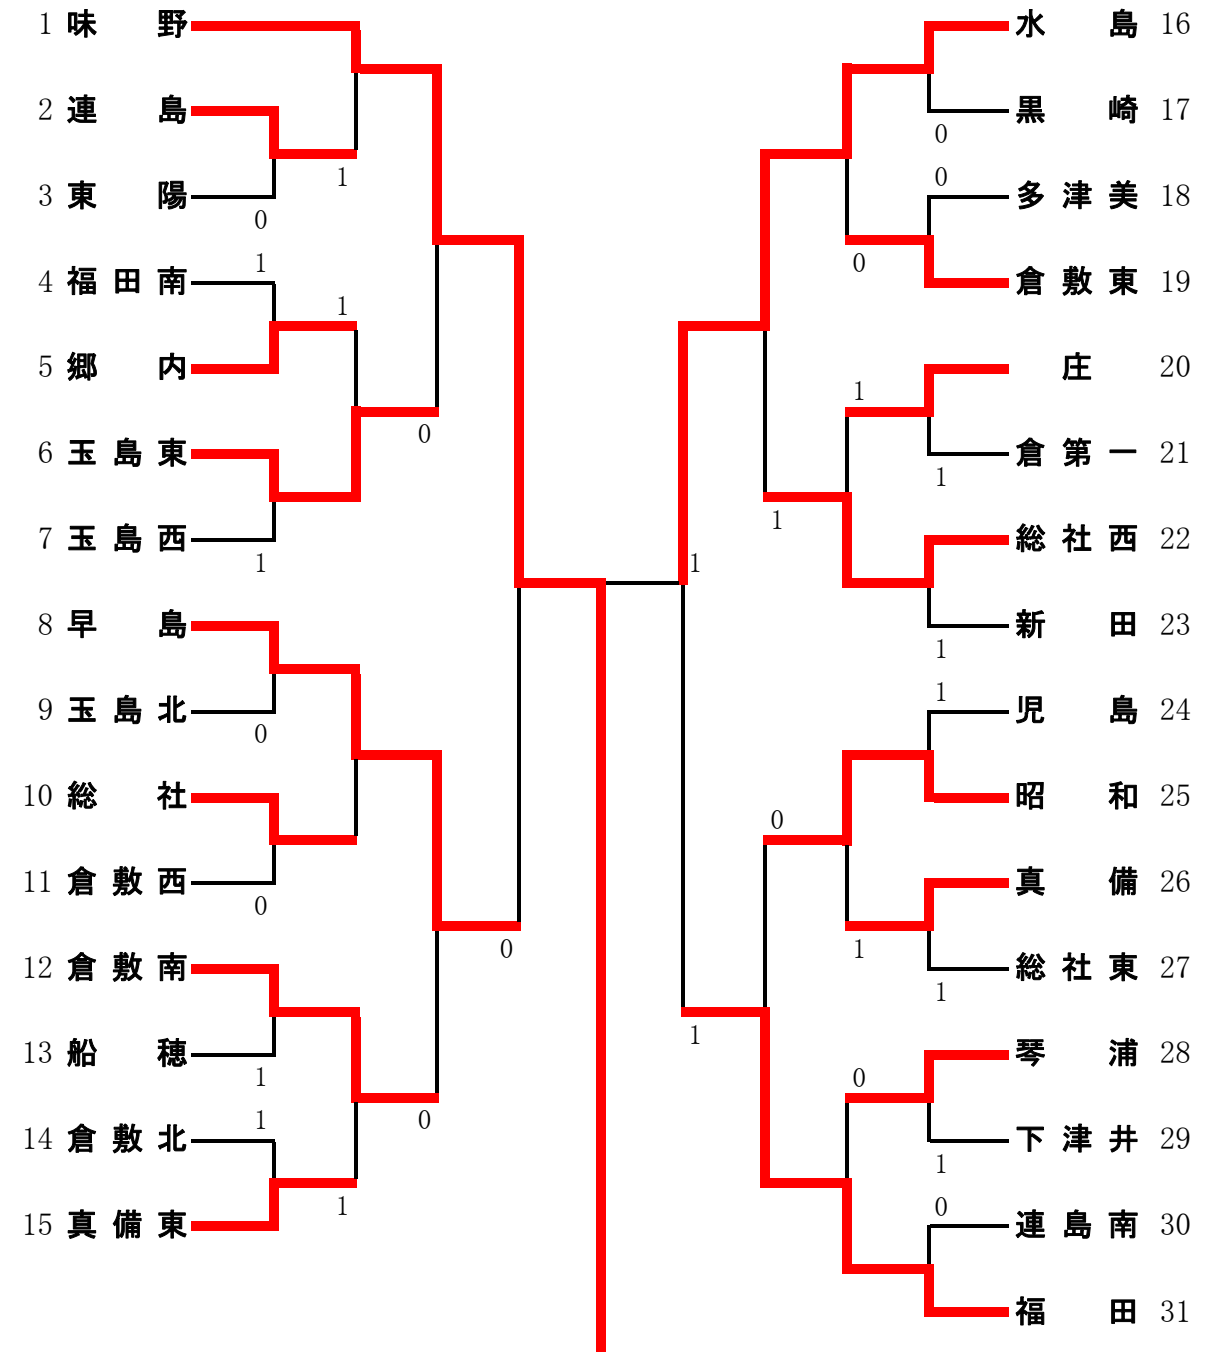 1 味野
2 連島
1
3 東陽
0
1
4 福田南
1
5 郷内
0
6 玉島東
7 玉島西
1
8 早島
9 玉島北
0
10 総社
11 倉敷西
0
0
12 倉敷南
13 船穂
1
1
14 倉敷北
0
1
15 真備東
水島 16
黒崎 17
0
0
多津美 18
0
倉敷東 19
庄 20
1
倉第一 21
1
1
総社西 22
1
新田 23
1
1
児島 24
昭和 25
0
真備 26
1
総社東 27
1
1
琴浦 28
0
下津井 29
1
0
連島南 30
福田 31